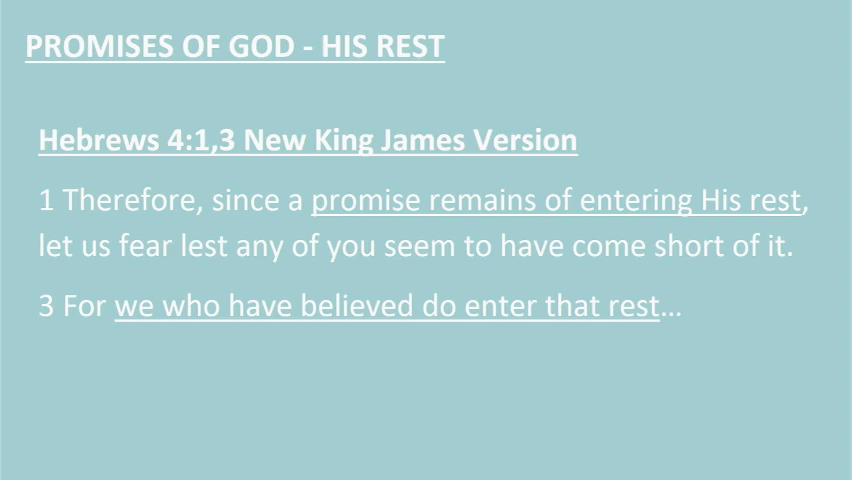 PROMISES OF GOD - HIS REST
Hebrews 4:1,3 New King James Version
1 Therefore, since a promise remains of entering His rest,
let us fear lest any of you seem to have come short of it.
3 For we who have believed do enter that rest…